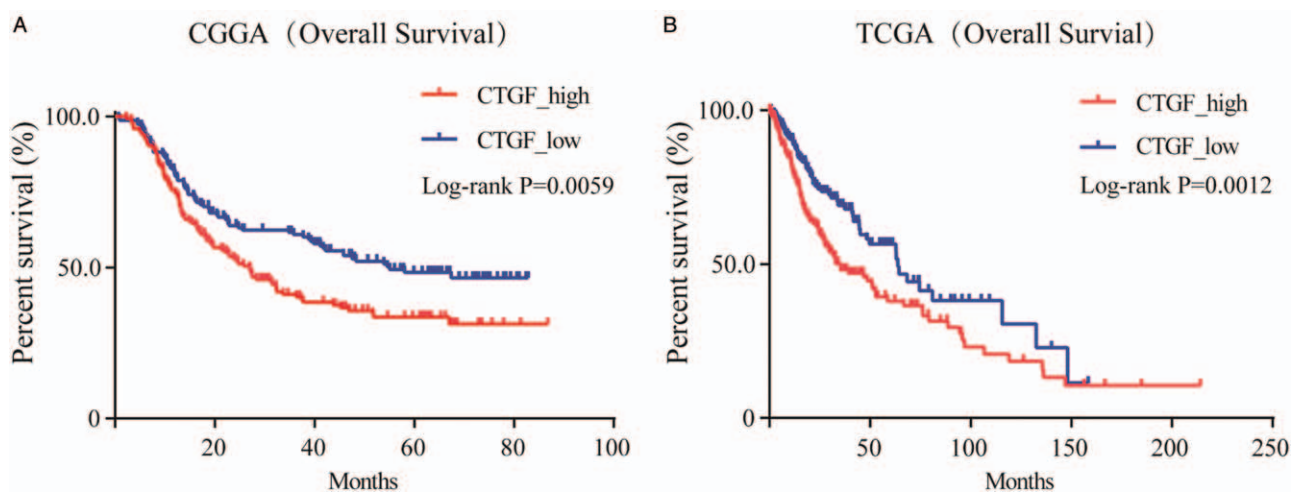 A
CGGA（Overall Survival）
CTGF_high
CTGF_low
Log-rank P=0.0059
Percent survival (%)
100.0
50.0
0
20
40
60
80
100
Months
B
TCGA（Overall Survial）
CTGF_high
CTGF_low
Log-rank P=0.0012
Percent survival (%)
100.0
50.0
0
50
100
150
200
250
Months